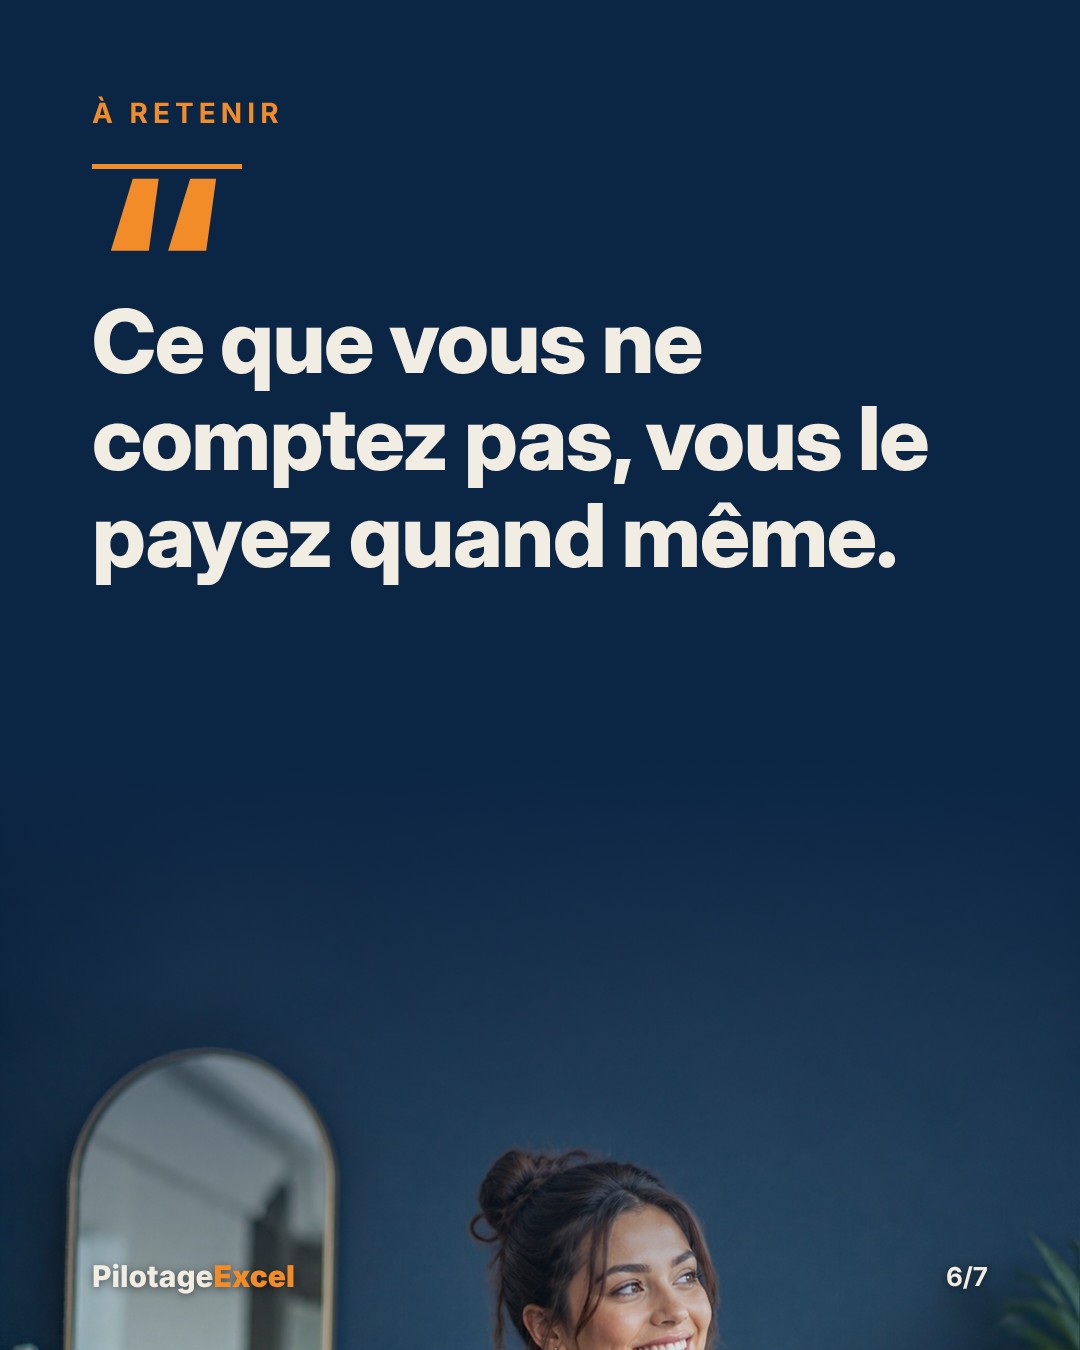 À RETENIR
"
Ce que vous ne
comptez pas, vous le
payez quand même.
PilotageExcel
6/7